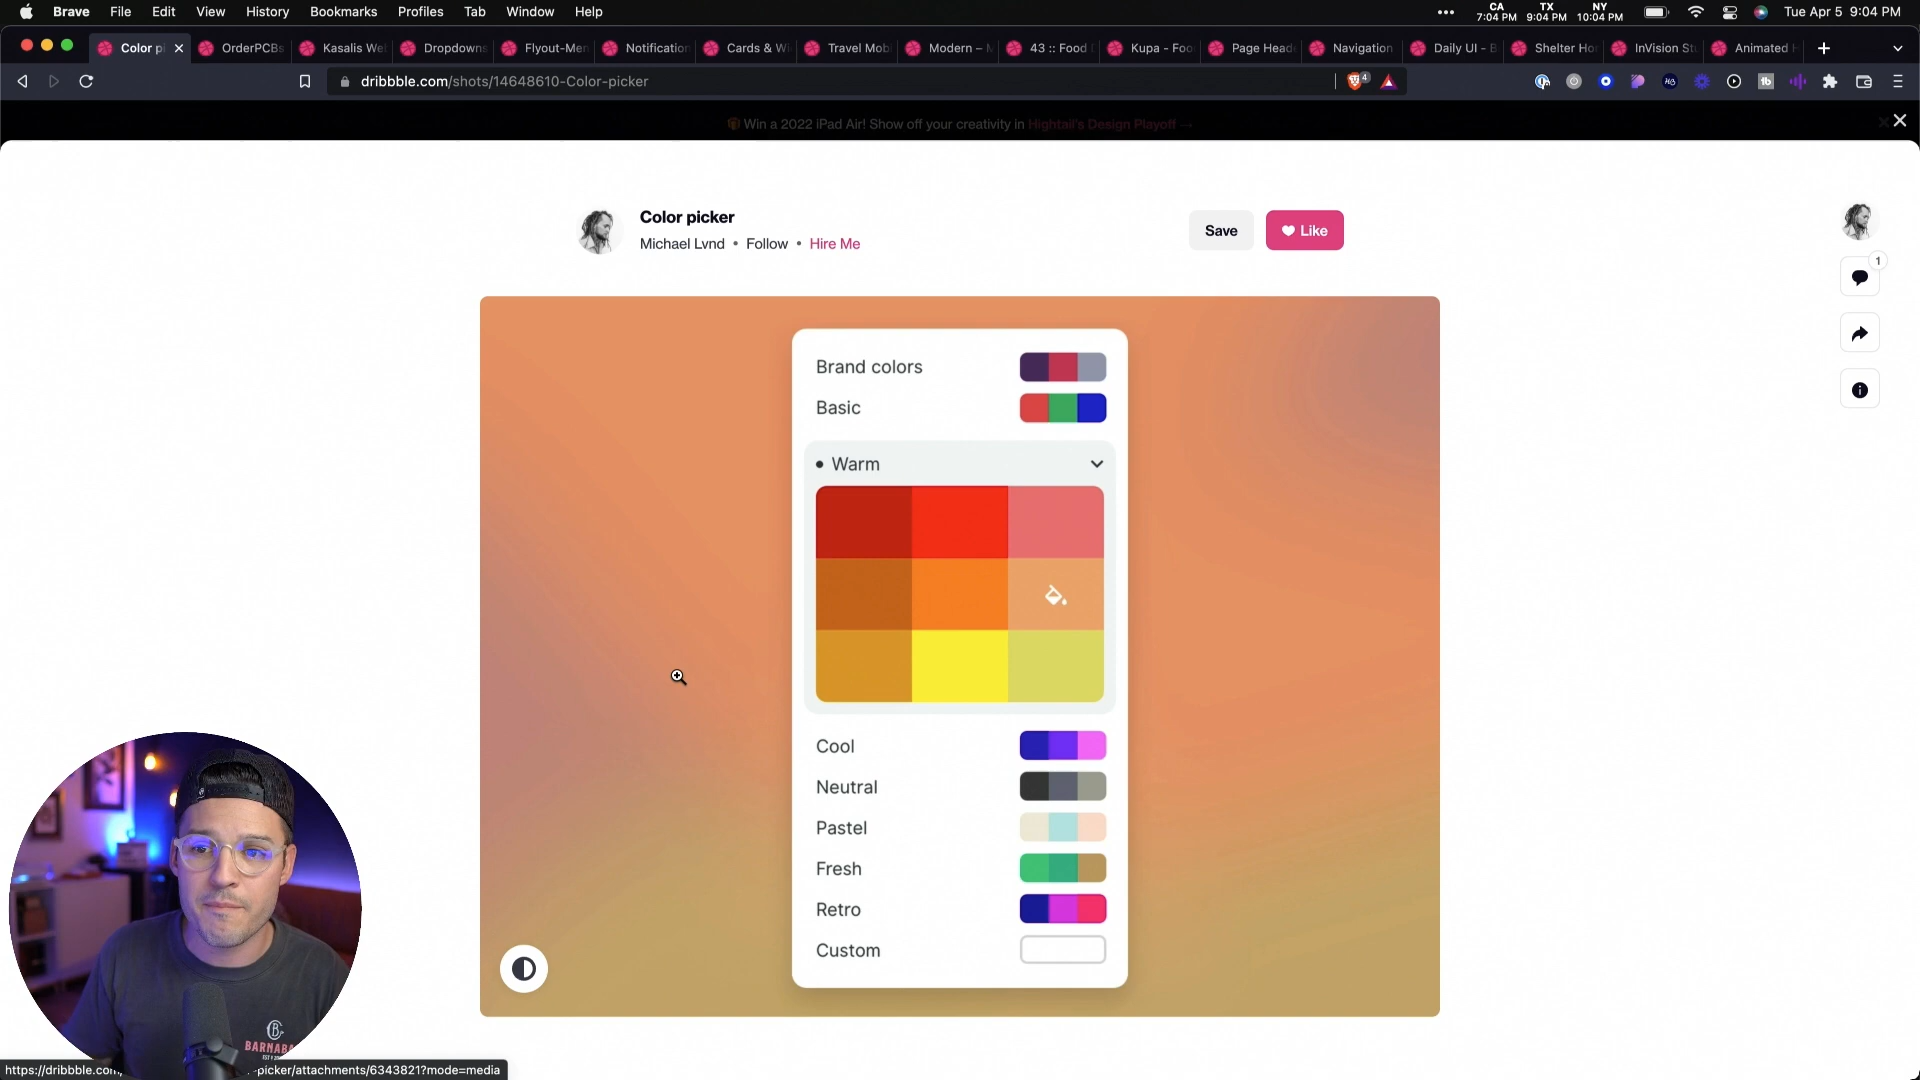 Brave File Edit View History Bookmarks Profiles Tab Window Help
CA 7:04 PM TX 9:04 PM NY 10:04 PM Tue Apr 5 9:04 PM
Color pi OrderPCBs Kasalis We Dropdowns Flyout-Men Notification Cards & Wi Travel Mobi Modern – 43 :: Food Kupa - Foo Page Head Navigation Daily UI - Shelter Ho InVision St Animated
dribbble.com/shots/14648610-Color-picker
4
Win a 2022 iPad Air! Show off your creativity in Hightail's Design Playoff →
Color picker
Michael Lvnd • Follow • Hire Me
Save
Like
1
Brand colors
Basic
Warm
Cool
Neutral
Pastel
Fresh
Retro
Custom
BARNABA
https://dribbble.com picker/attachments/6343821?mode=media